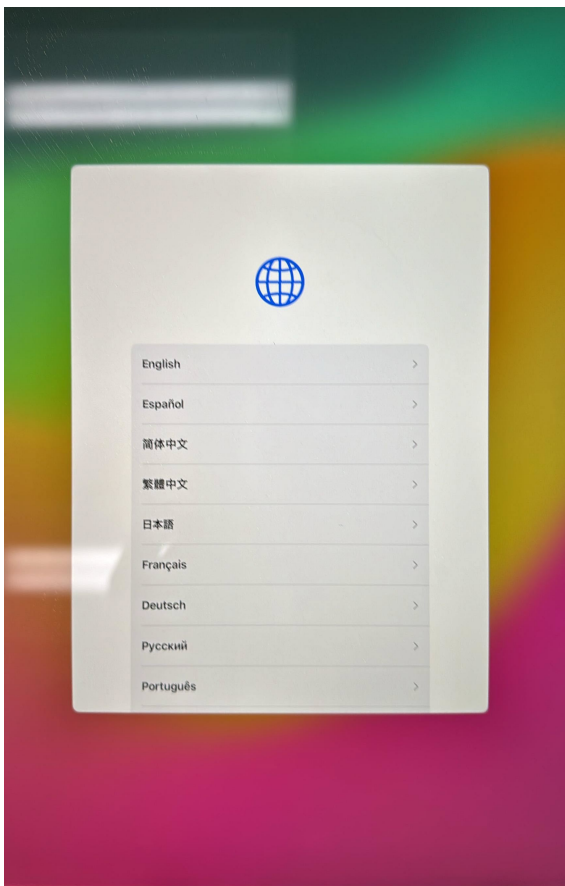 English
Español
简体中文
繁體中文
日本語
Français
Deutsch
Русский
Português